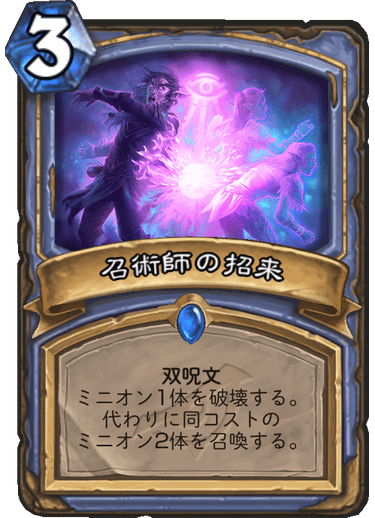 3
召術師の招来
双呪文
ミニオン1体を破壊する。
代わりに同コストの
ミニオン2体を召喚する。